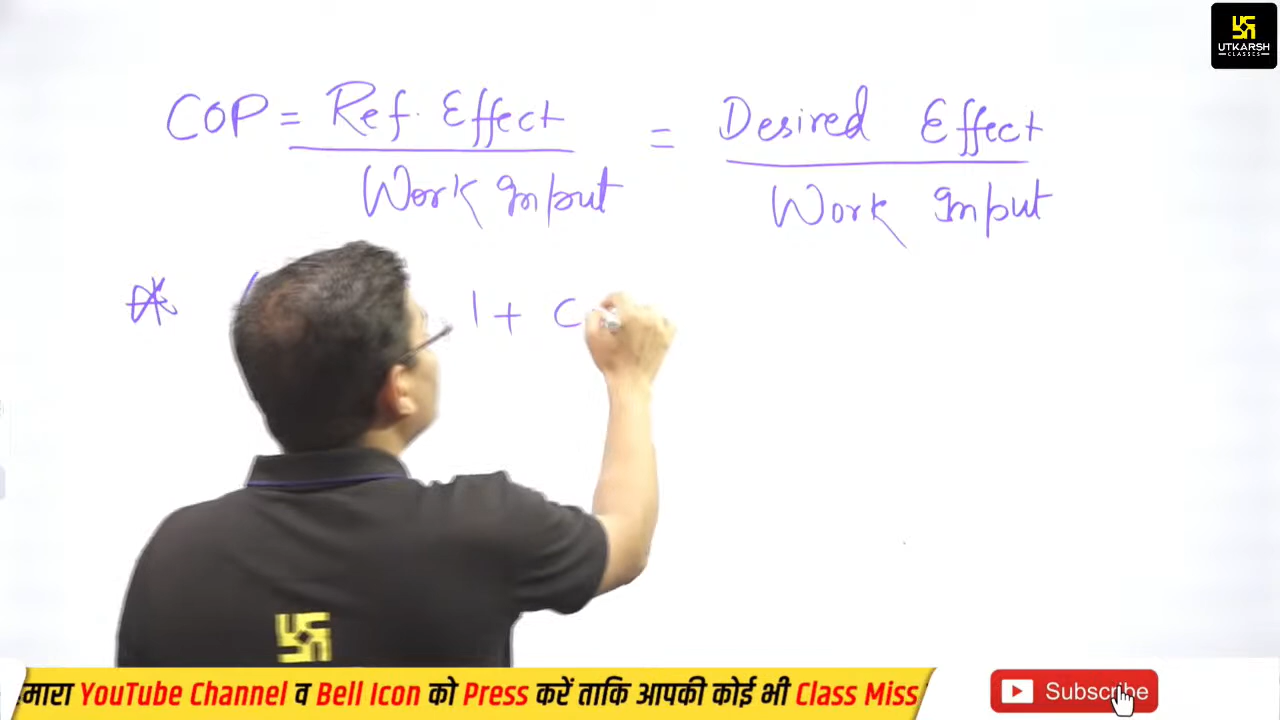 UTKARSH
CLASSES
COP = Ref. Effect / Work Input = Desired Effect / Work Input
1 + C
मारा YouTube Channel व Bell Icon को Press करें ताकि आपकी कोई भी Class Miss
Subscribe